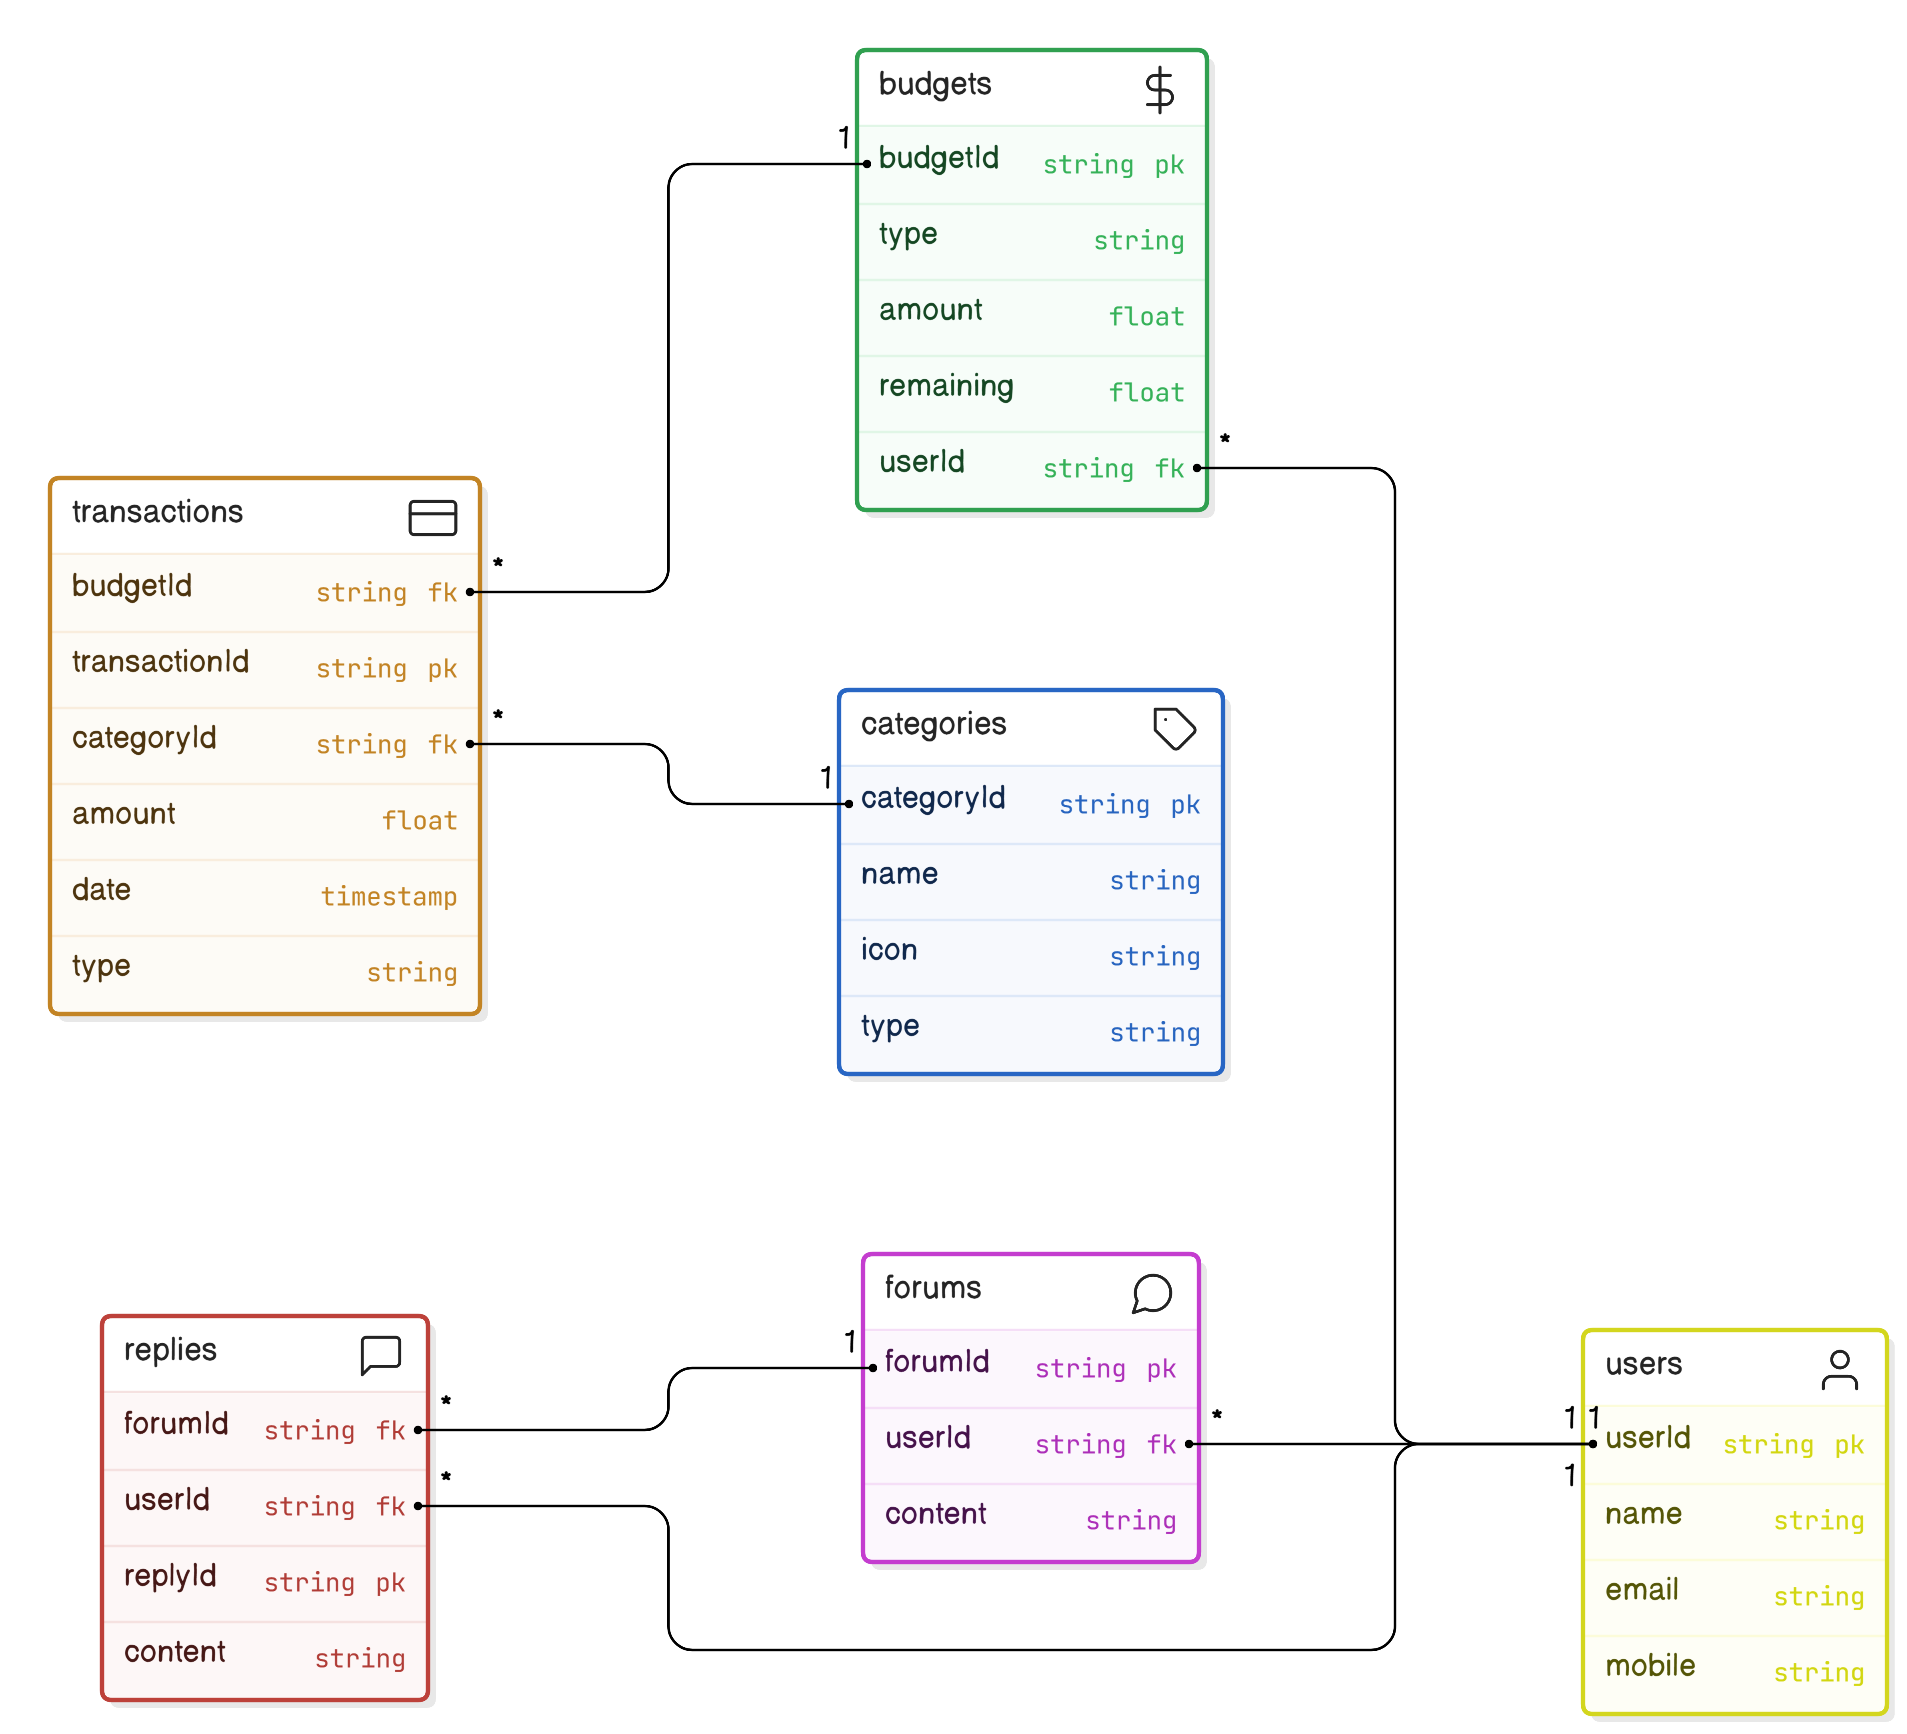 budgets
1
budgetId string pk
type string
amount float
remaining float
*
userId string fk
transactions
*
budgetId string fk
transactionId string pk
*
categoryId string fk
amount float
date timestamp
type string
categories
1
categoryId string pk
name string
icon string
type string
forums
1
forumId string pk
*
userId string fk
content string
replies
*
forumId string fk
*
userId string fk
replyId string pk
content string
users
1 1
userId string pk
1
name string
email string
mobile string